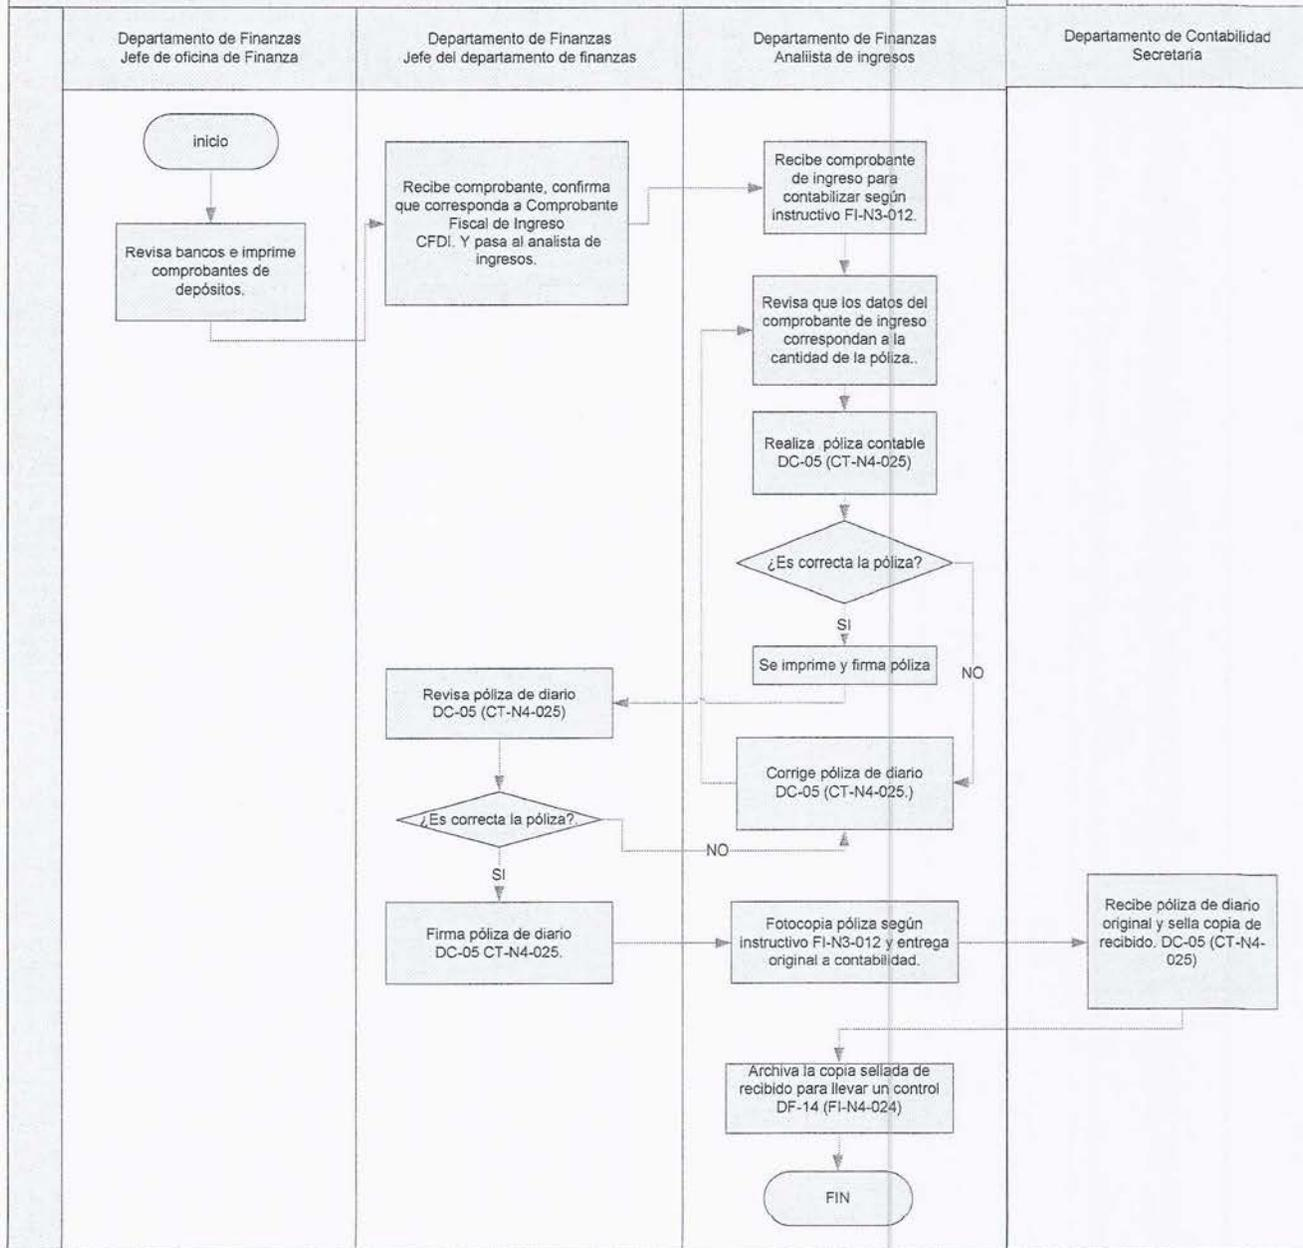 Departamento de Finanzas
Jefe de oficina de Finanza
Departamento de Finanzas
Jefe del departamento de finanzas
Departamento de Finanzas
Analiista de ingresos
Departamento de Contabilidad
Secretaria
inicio
Revisa bancos e imprime
comprobantes de
depósitos.
Recibe comprobante, confirma
que corresponda a Comprobante
Fiscal de Ingreso
CFDI. Y pasa al analista de
ingresos.
Recibe comprobante
de ingreso para
contabilizar según
instructivo FI-N3-012.
Revisa que los datos del
comprobante de ingreso
correspondan a la
cantidad de la póliza..
Realiza póliza contable
DC-05 (CT-N4-025)
¿Es correcta la póliza?
SI
NO
Se imprime y firma póliza
Revisa póliza de diario
DC-05 (CT-N4-025)
Corrige póliza de diario
DC-05 (CT-N4-025.)
¿Es correcta la póliza?.
NO
SI
Firma póliza de diario
DC-05 CT-N4-025.
Fotocopia póliza según
instructivo FI-N3-012 y entrega
original a contabilidad.
Recibe póliza de diario
original y sella copia de
recibido. DC-05 (CT-N4-
025)
Archiva la copia sellada de
recibido para llevar un control
DF-14 (FI-N4-024)
FIN